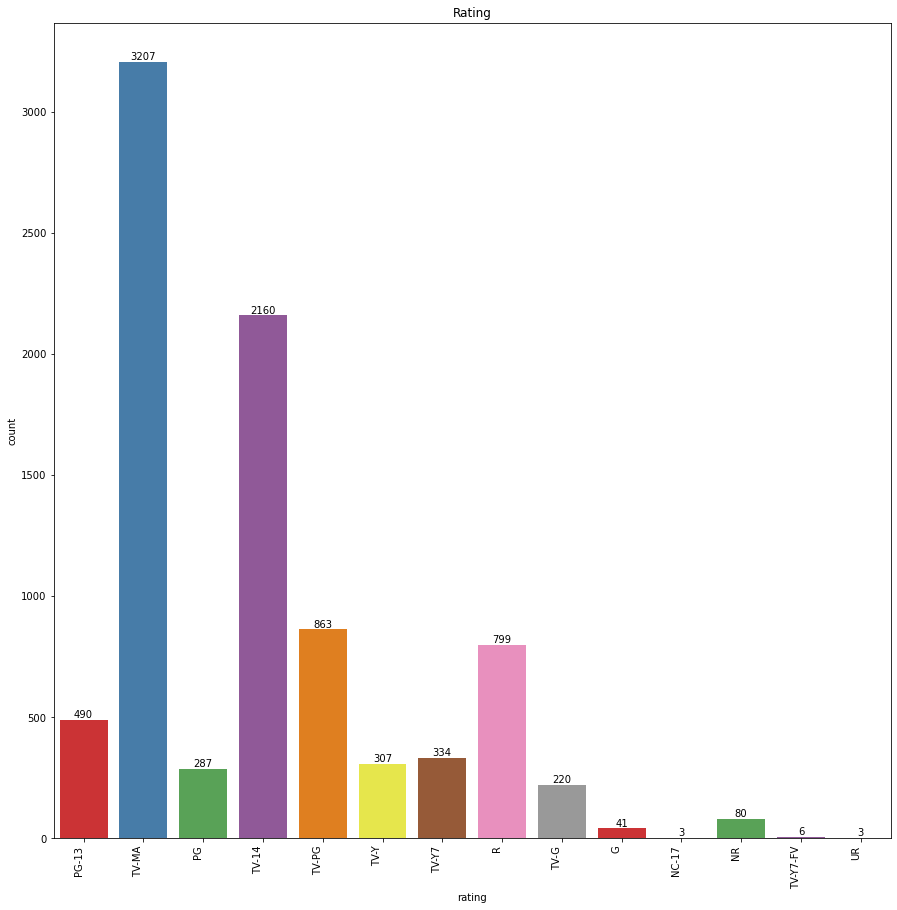 Rating
3207
3000
2500
2160
2000
count
1500
1000
863
799
500
490
334
307
287
220
80
41
6
3
3
0
PG-13
TV-MA
PG
TV-14
TV-PG
TV-Y
TV-Y7
R
TV-G
G
NC-17
NR
TV-Y7-FV
UR
rating